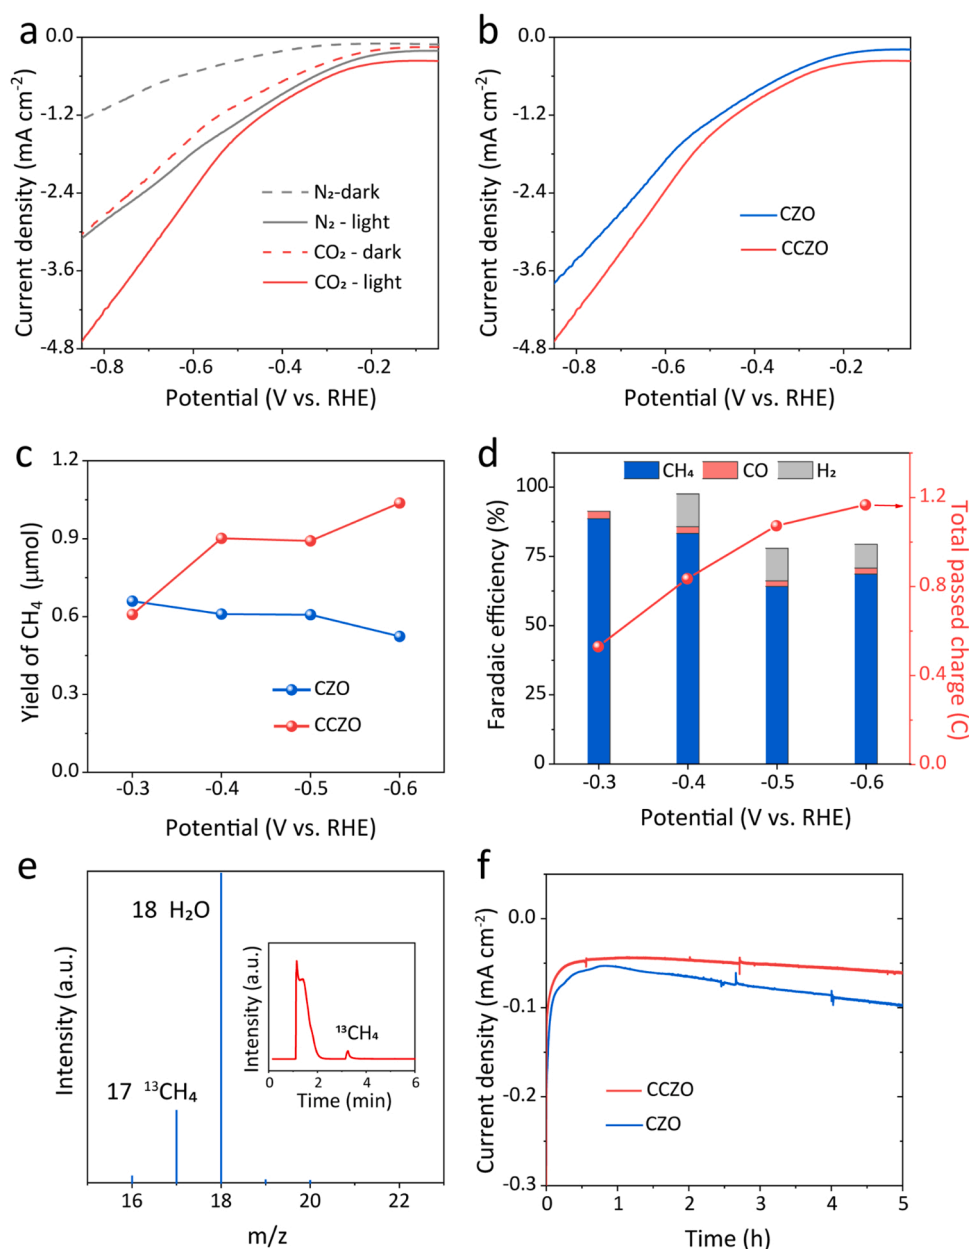 a
0.0
-1.2
-2.4
-3.6
-4.8
Current density (mA cm⁻²)
N₂-dark
N₂ - light
CO₂ - dark
CO₂ - light
-0.8
-0.6
-0.4
-0.2
Potential (V vs. RHE)
b
0.0
-1.2
-2.4
-3.6
-4.8
Current density (mA cm⁻²)
CZO
CCZO
-0.8
-0.6
-0.4
-0.2
Potential (V vs. RHE)
c
1.2
0.9
0.6
0.3
0.0
Yield of CH₄ (μmol)
CZO
CCZO
-0.3
-0.4
-0.5
-0.6
Potential (V vs. RHE)
d
100
75
50
25
0
Faradaic efficiency (%)
CH₄
CO
H₂
1.2
0.8
0.4
0.0
Total passed charge (C)
-0.3
-0.4
-0.5
-0.6
Potential (V vs. RHE)
e
Intensity (a.u.)
18 H₂O
17 ¹³CH₄
Intensity (a.u.)
¹³CH₄
0
2
4
6
Time (min)
16
18
20
22
m/z
f
0.0
-0.1
-0.2
-0.3
Current density (mA cm⁻²)
CCZO
CZO
0
1
2
3
4
5
Time (h)